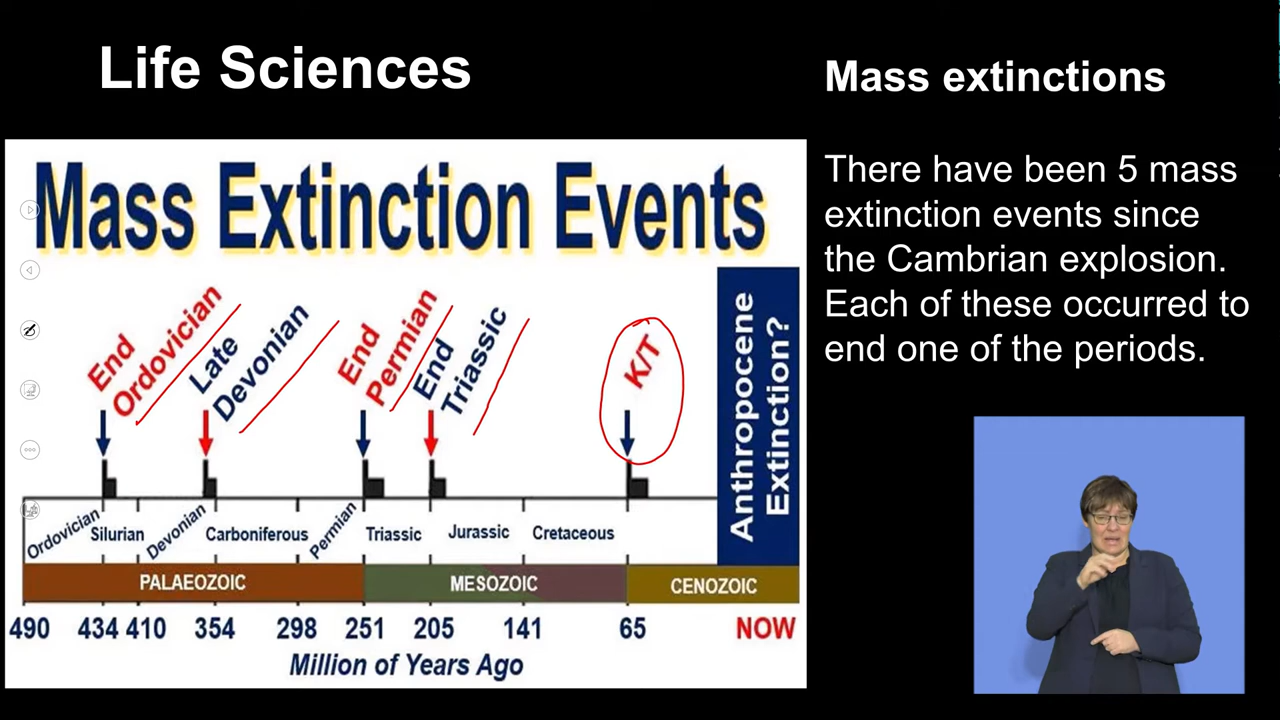 Life Sciences
Mass extinctions
There have been 5 mass
extinction events since
the Cambrian explosion.
Each of these occurred to
end one of the periods.
Mass Extinction Events
End
Ordovician
Late
Devonian
End
Permian
End
Triassic
K/T
Anthropocene
Extinction?
Ordovician Silurian Devonian Carboniferous Permian Triassic Jurassic Cretaceous
PALAEOZOIC MESOZOIC CENOZOIC
490 434 410 354 298 251 205 141 65 NOW
Million of Years Ago